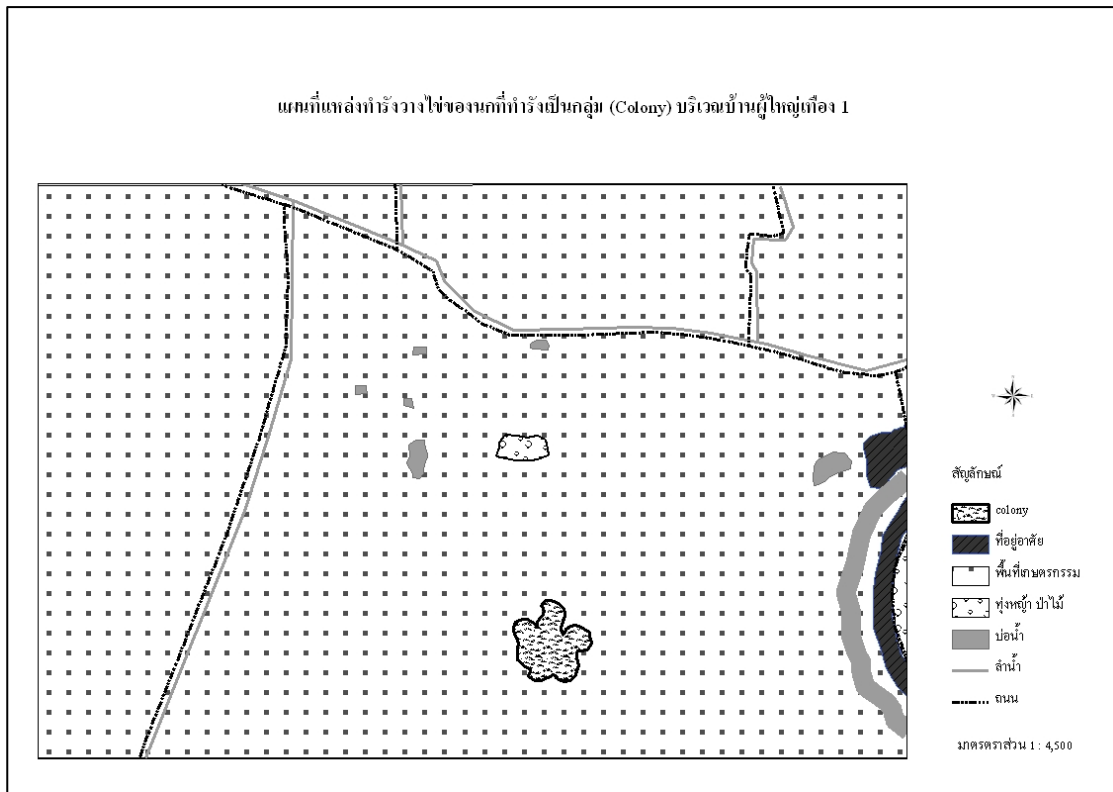 แผนที่แหล่งทำรังวางไข่ของนกที่ทำรังเป็นกลุ่ม (Colony) บริเวณบ้านผู้ใหญ่เทือง 1
สัญลักษณ์
colony
ที่อยู่อาศัย
พื้นที่เกษตรกรรม
ทุ่งหญ้า ป่าไม้
บ่อน้ำ
ลำน้ำ
ถนน
มาตรตราส่วน 1 : 4,500